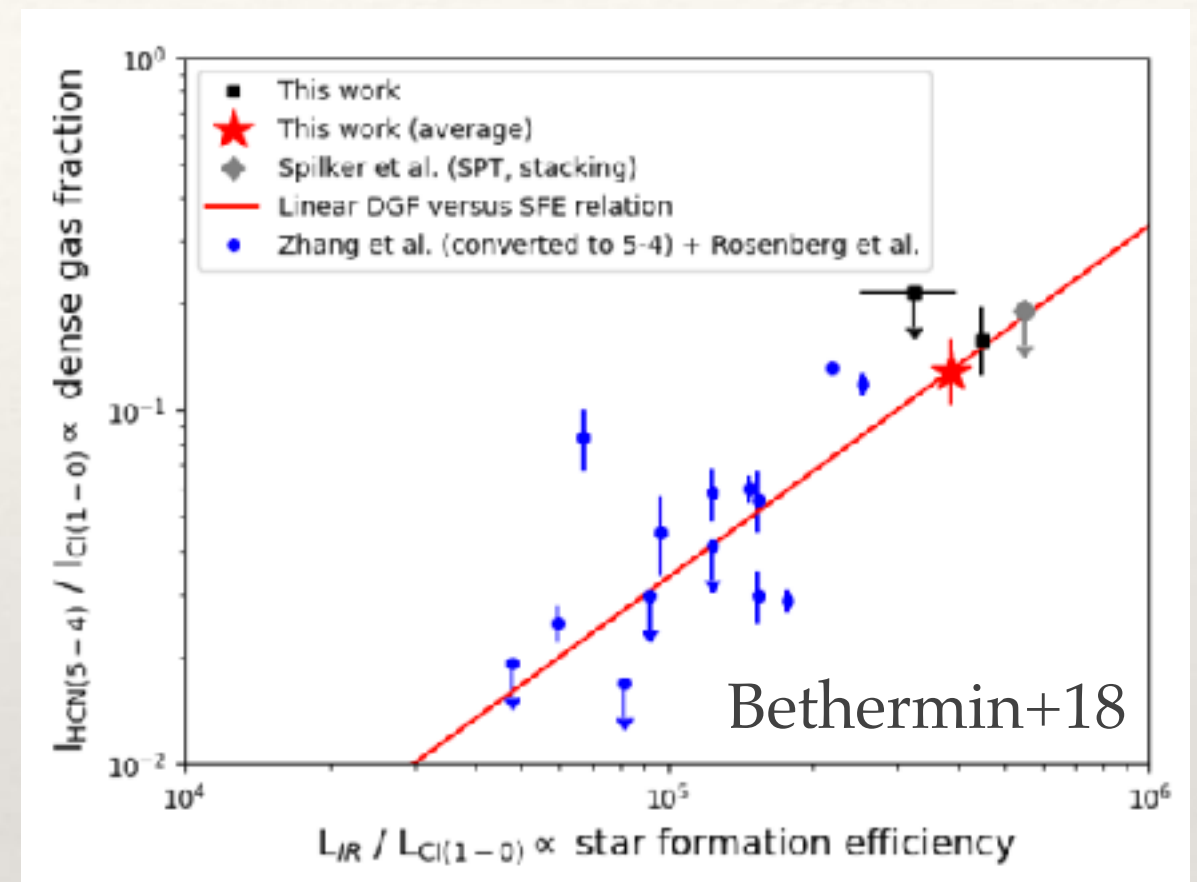 I_HCN(5−4) / I_CI(1−0) ∝ dense gas fraction
10⁰
10⁻¹
10⁻²
This work
This work (average)
Spilker et al. (SPT, stacking)
Linear DGF versus SFE relation
Zhang et al. (converted to 5-4) + Rosenberg et al.
Bethermin+18
10⁴ 10⁵ 10⁶
L_IR / L_CI(1−0) ∝ star formation efficiency